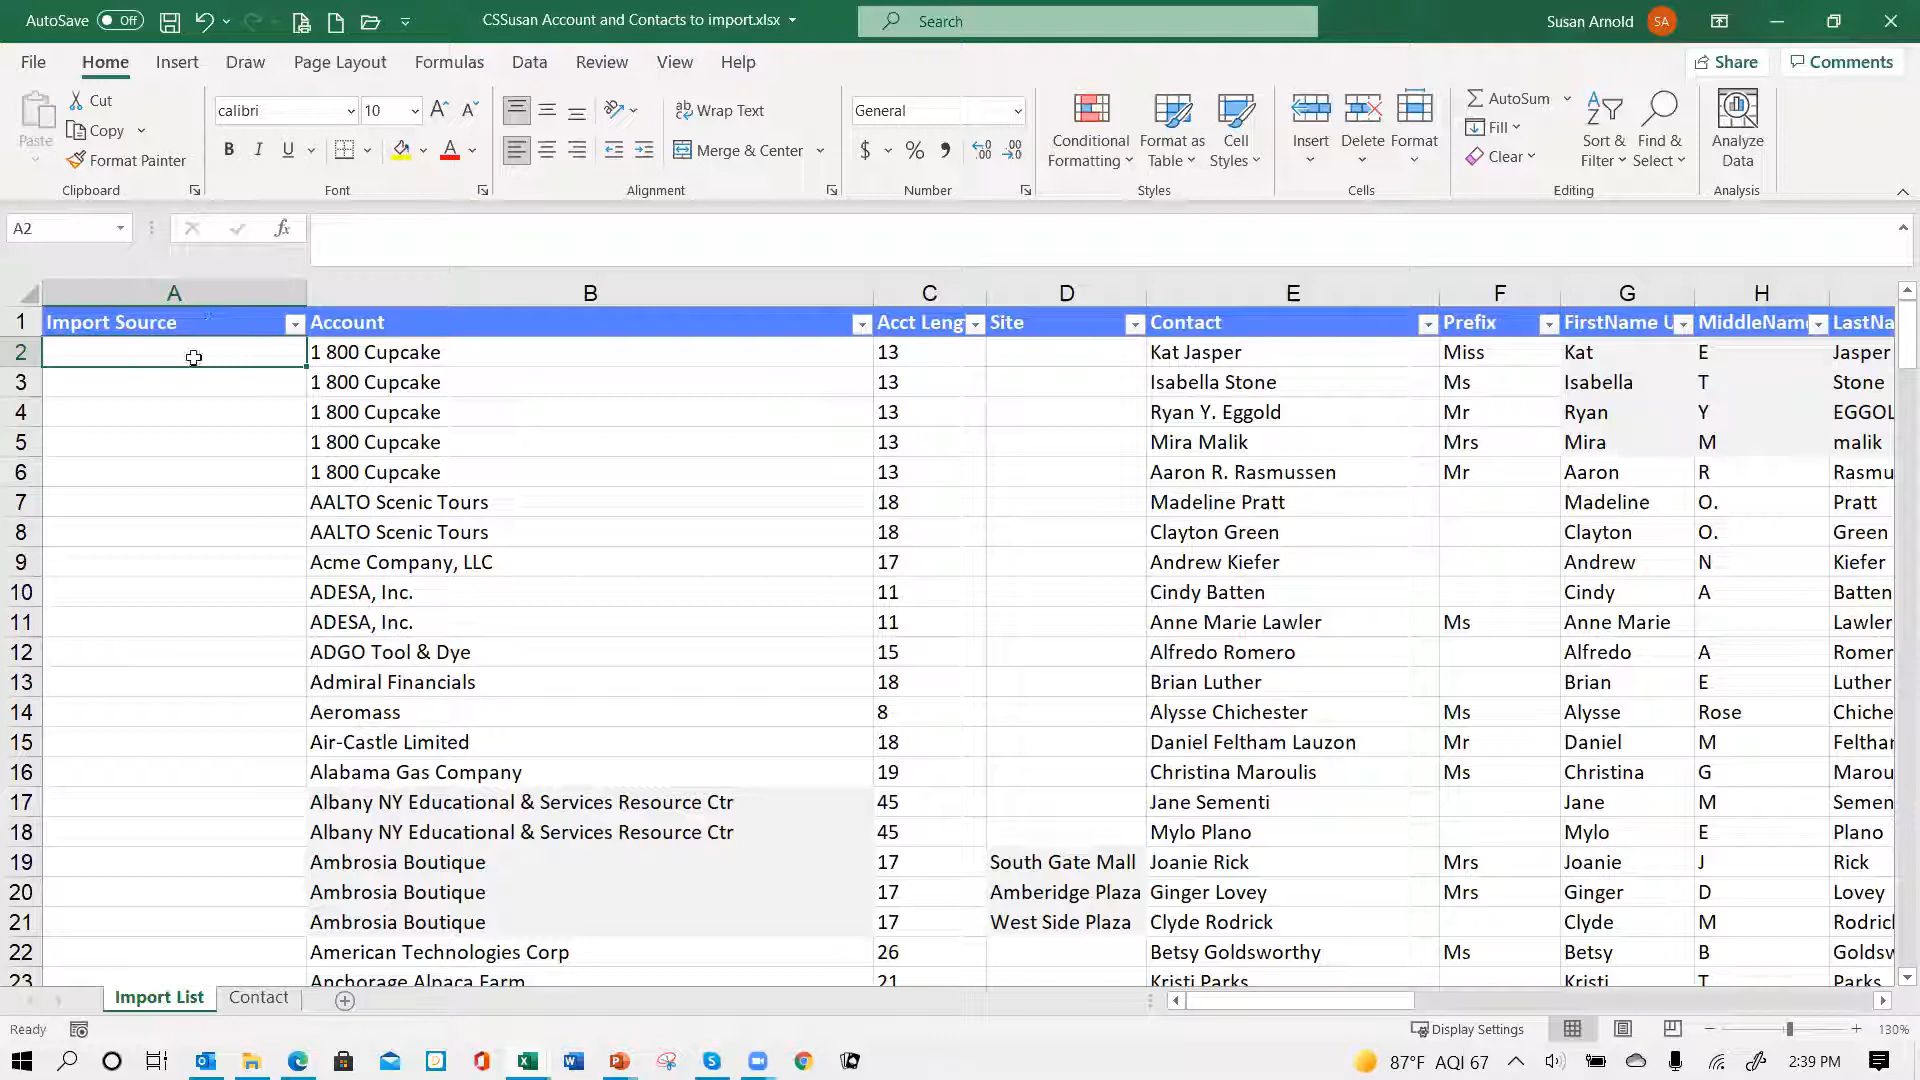 AutoSave Off CSSusan Account and Contacts to import.xlsx Search Susan Arnold SA
File Home Insert Draw Page Layout Formulas Data Review View Help Share Comments
Paste Cut Copy Format Painter Clipboard
calibri 10 B I U A Font
ab Wrap Text Merge & Center Alignment
General $ % Number
Conditional Formatting Format as Table Cell Styles Styles
Insert Delete Format Cells
AutoSum Fill Clear Sort & Filter Find & Select Editing
Analyze Data Analysis
A2 fx
A B C D E F G H
1 Import Source Account Acct Leng Site Contact Prefix FirstName U MiddleName LastNa
2 1 800 Cupcake 13 Kat Jasper Miss Kat E Jasper
3 1 800 Cupcake 13 Isabella Stone Ms Isabella T Stone
4 1 800 Cupcake 13 Ryan Y. Eggold Mr Ryan Y EGGOL
5 1 800 Cupcake 13 Mira Malik Mrs Mira M malik
6 1 800 Cupcake 13 Aaron R. Rasmussen Mr Aaron R Rasmu
7 AALTO Scenic Tours 18 Madeline Pratt Madeline O. Pratt
8 AALTO Scenic Tours 18 Clayton Green Clayton O. Green
9 Acme Company, LLC 17 Andrew Kiefer Andrew N Kiefer
10 ADESA, Inc. 11 Cindy Batten Cindy A Batten
11 ADESA, Inc. 11 Anne Marie Lawler Ms Anne Marie Lawler
12 ADGO Tool & Dye 15 Alfredo Romero Alfredo A Romer
13 Admiral Financials 18 Brian Luther Brian E Luther
14 Aeromass 8 Alysse Chichester Ms Alysse Rose Chiche
15 Air-Castle Limited 18 Daniel Feltham Lauzon Mr Daniel M Feltha
16 Alabama Gas Company 19 Christina Maroulis Ms Christina G Marou
17 Albany NY Educational & Services Resource Ctr 45 Jane Sementi Jane M Semen
18 Albany NY Educational & Services Resource Ctr 45 Mylo Plano Mylo E Plano
19 Ambrosia Boutique 17 South Gate Mall Joanie Rick Mrs Joanie J Rick
20 Ambrosia Boutique 17 Amberidge Plaza Ginger Lovey Mrs Ginger D Lovey
21 Ambrosia Boutique 17 West Side Plaza Clyde Rodrick Clyde M Rodric
22 American Technologies Corp 26 Betsy Goldsworthy Ms Betsy B Goldsw
23 Anchorage Alpaca Farm 21 Kristi Parks Kristi T Parks
Import List Contact
Ready Display Settings 130%
87°F AQI 67 2:39 PM